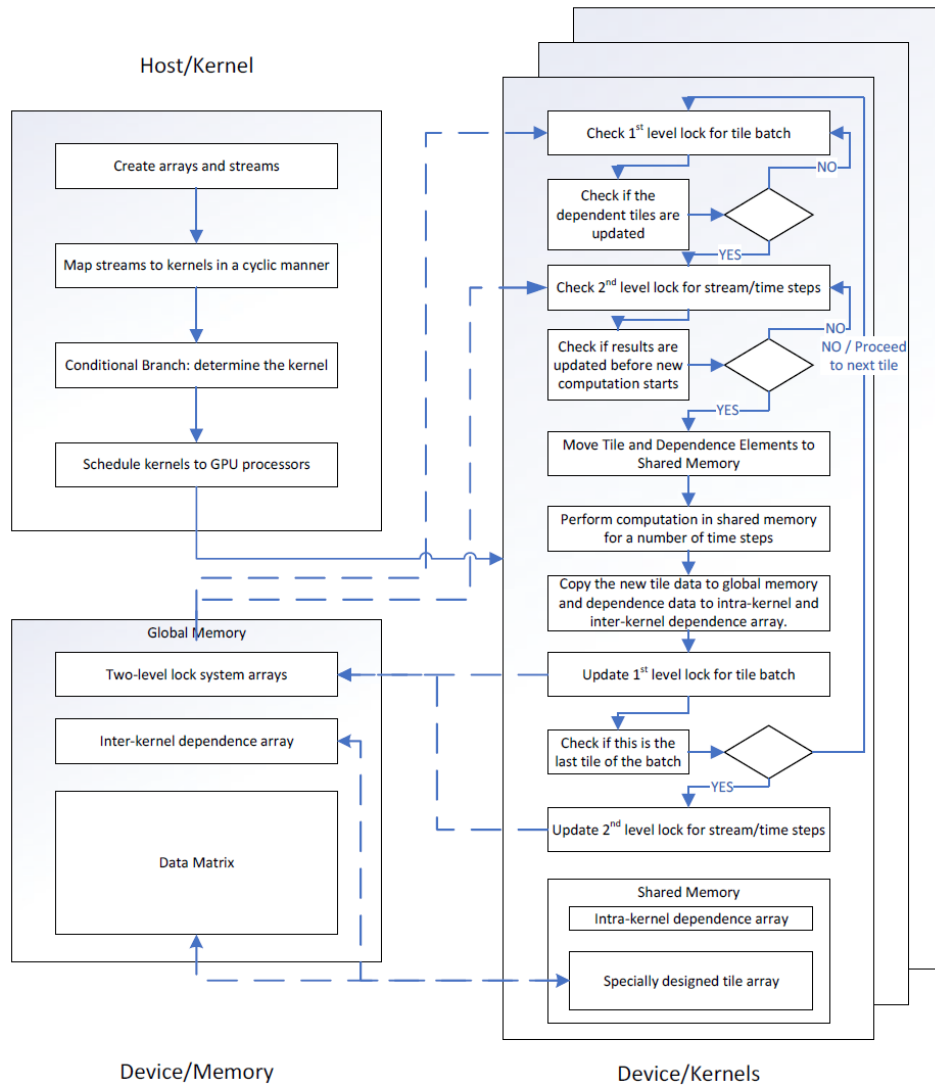 Host/Kernel
Create arrays and streams
Map streams to kernels in a cyclic manner
Conditional Branch: determine the kernel
Schedule kernels to GPU processors
Global Memory
Two-level lock system arrays
Inter-kernel dependence array
Data Matrix
Device/Memory
Check 1st level lock for tile batch
NO
Check if the
dependent tiles are
updated
YES
Check 2nd level lock for stream/time steps
NO
NO / Proceed
to next tile
Check if results are
updated before new
computation starts
YES
Move Tile and Dependence Elements to
Shared Memory
Perform computation in shared memory
for a number of time steps
Copy the new tile data to global memory
and dependence data to intra-kernel and
inter-kernel dependence array.
Update 1st level lock for tile batch
Check if this is the
last tile of the batch
YES
Update 2nd level lock for stream/time steps
Shared Memory
Intra-kernel dependence array
Specially designed tile array
Device/Kernels